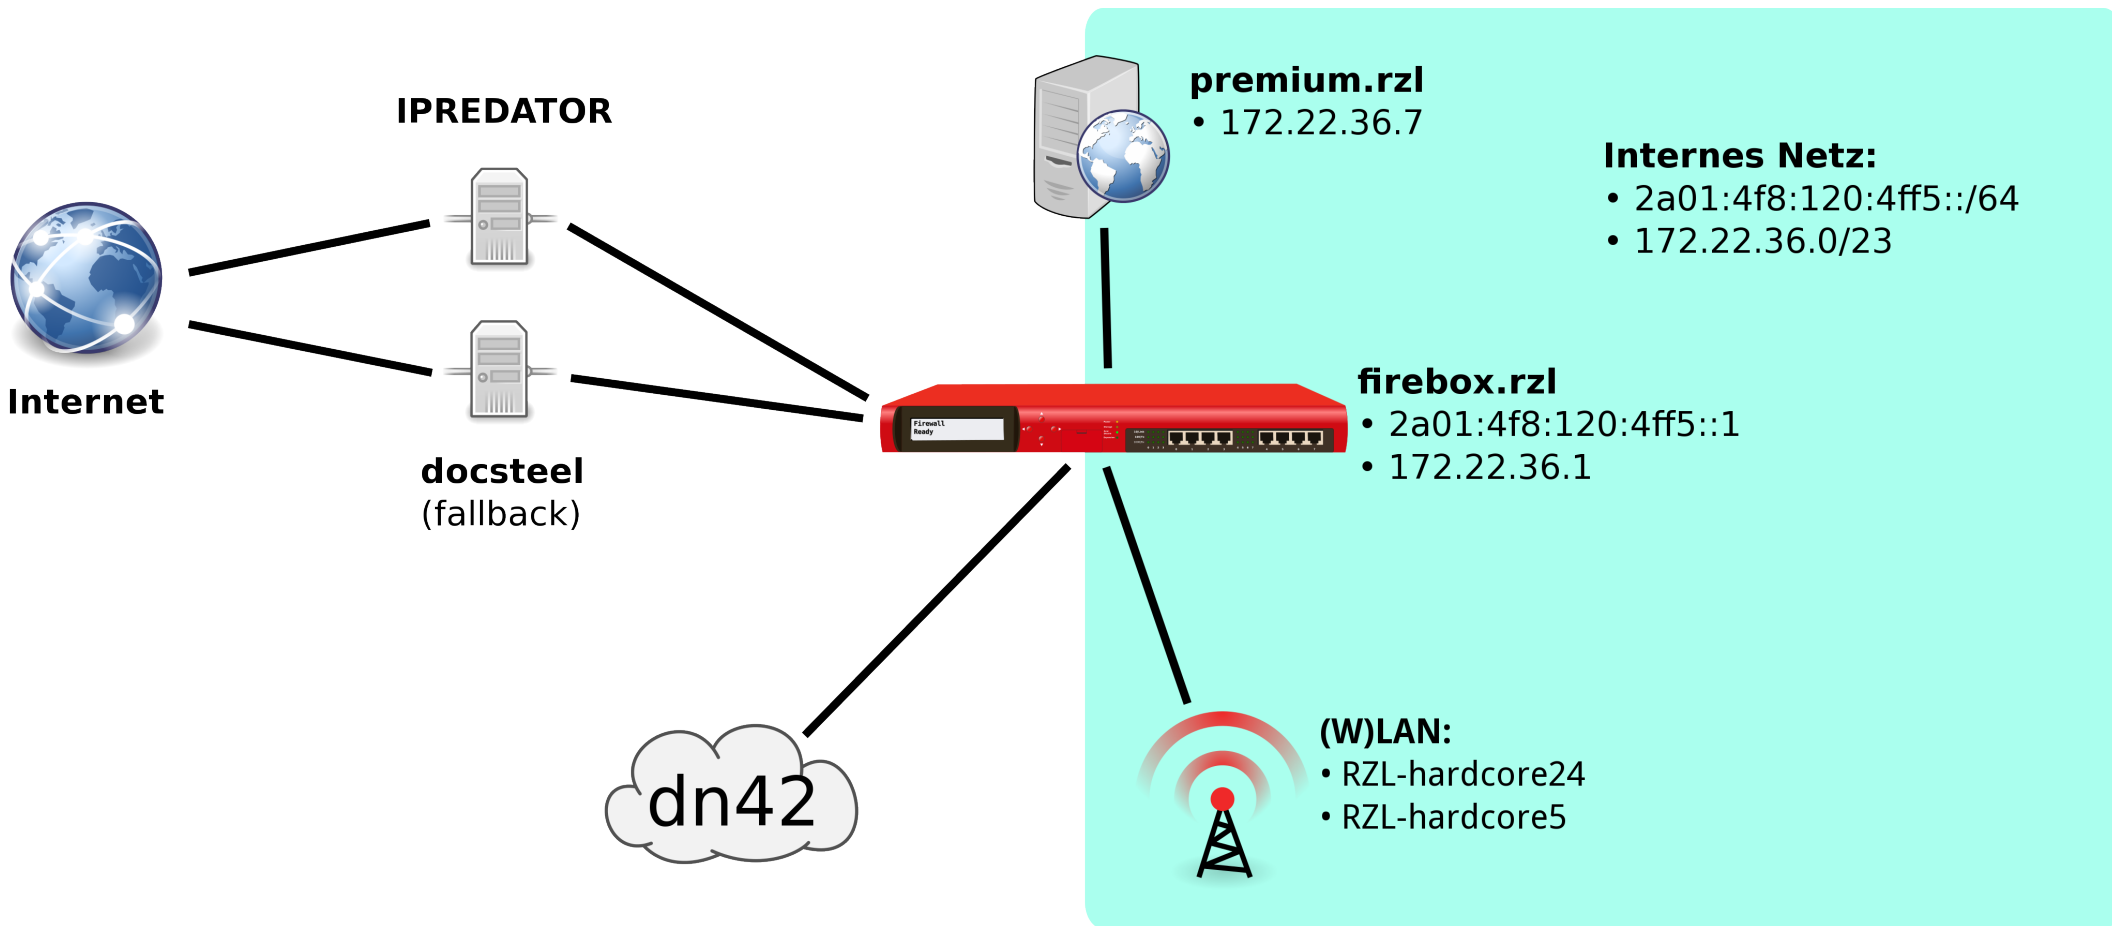 IPREDATOR
Internet
docsteel
(fallback)
premium.rzl
• 172.22.36.7
Internes Netz:
• 2a01:4f8:120:4ff5::/64
• 172.22.36.0/23
Firewall
Ready
firebox.rzl
• 2a01:4f8:120:4ff5::1
• 172.22.36.1
dn42
(W)LAN:
• RZL-hardcore24
• RZL-hardcore5